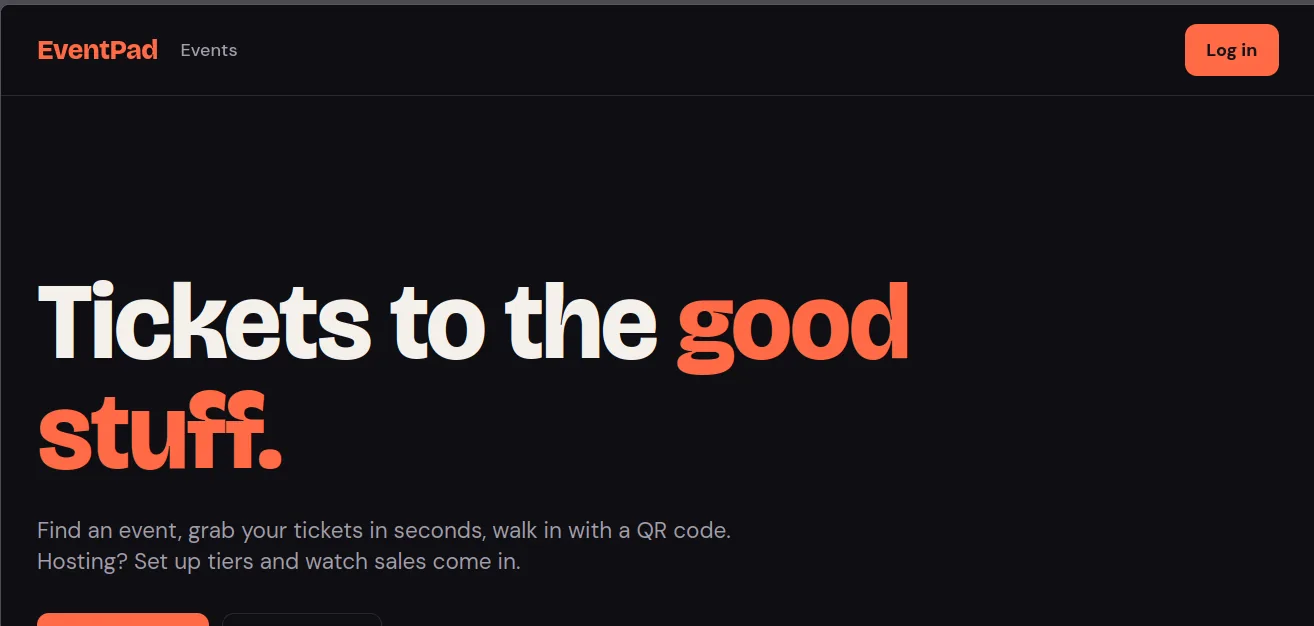 EventPad Events Log in
Tickets to the good
stuff.
Find an event, grab your tickets in seconds, walk in with a QR code.
Hosting? Set up tiers and watch sales come in.